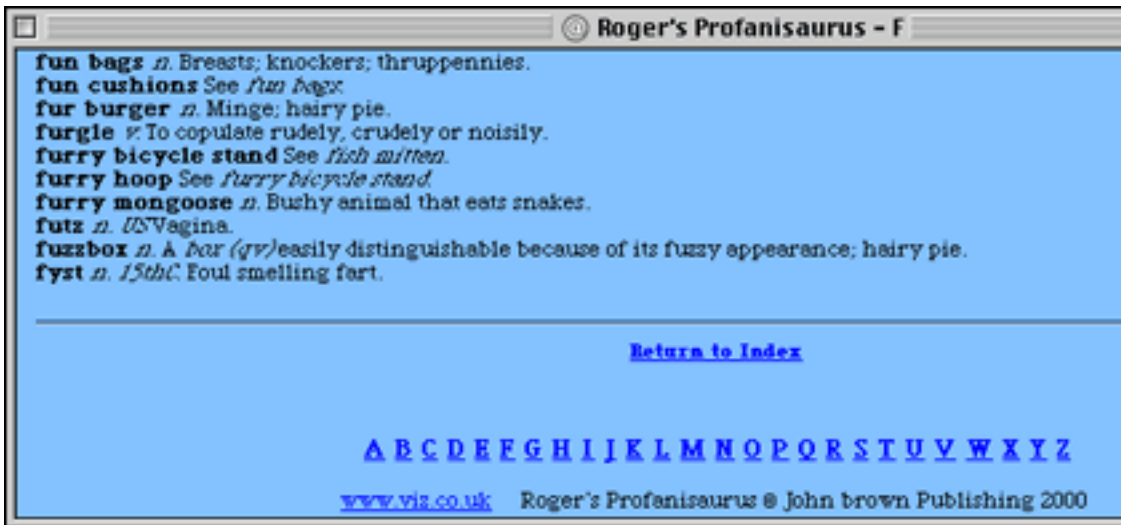 Roger's Profanisaurus – F
fun bags n. Breasts; knockers; thruppennies.
fun cushions See fun bags.
fur burger n. Minge; hairy pie.
furgle v. To copulate rudely, crudely or noisily.
furry bicycle stand See fish mitten.
furry hoop See furry bicycle stand.
furry mongoose n. Bushy animal that eats snakes.
futz n. US Vagina.
fuzzbox n. A box (qv) easily distinguishable because of its fuzzy appearance; hairy pie.
fyst n. 15thC. Foul smelling fart.
Return to Index
A B C D E F G H I J K L M N O P Q R S T U V W X Y Z
www.viz.co.uk Roger's Profanisaurus © John brown Publishing 2000